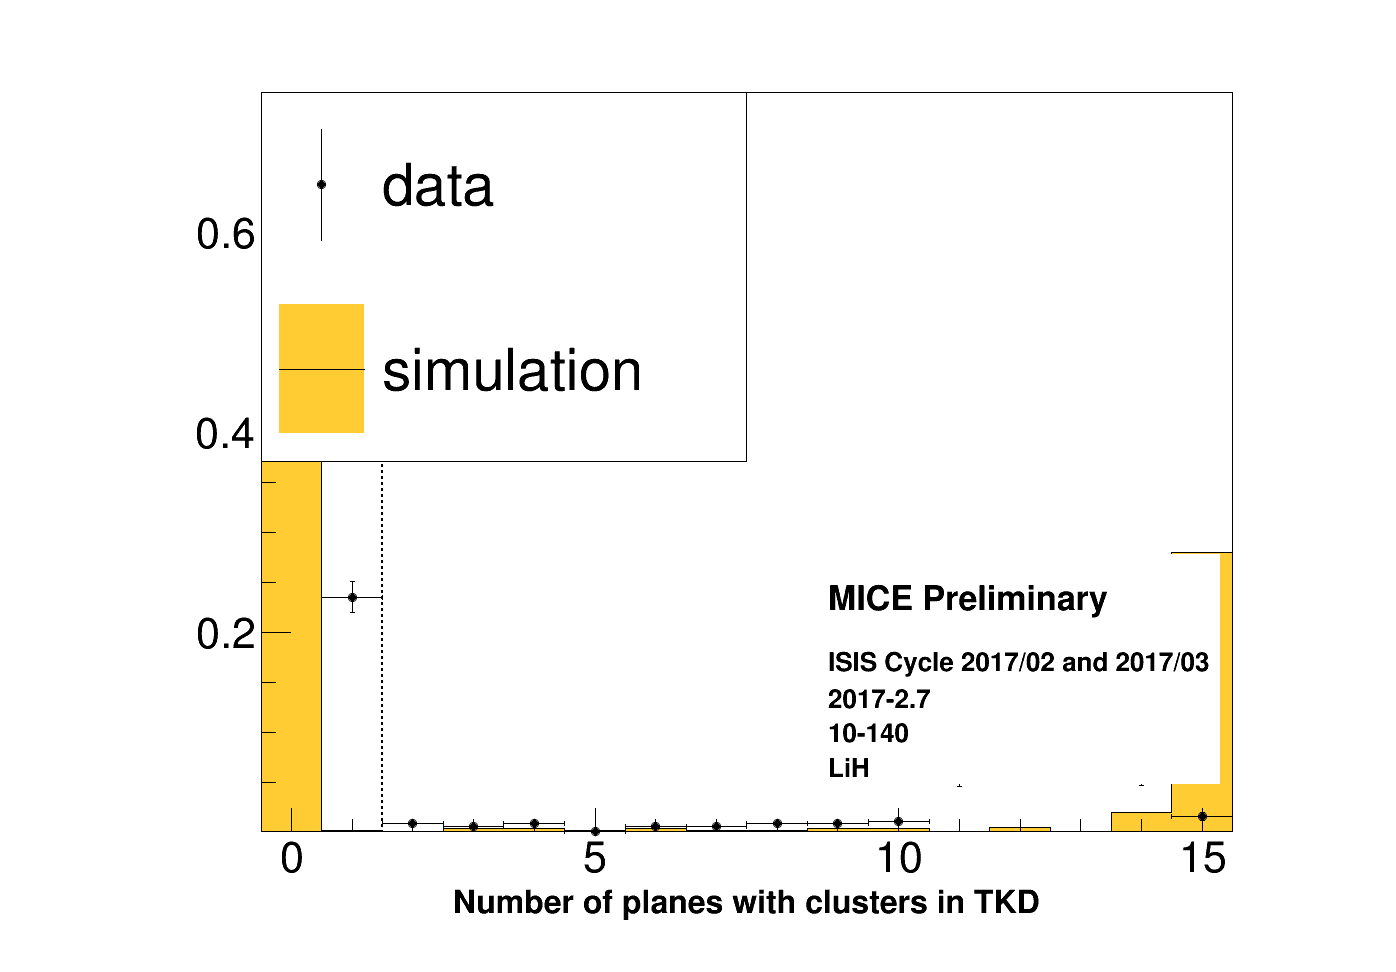 data
0.6
simulation
0.4
MICE Preliminary
0.2
ISIS Cycle 2017/02 and 2017/03
2017-2.7
10-140
LiH
0 5 10 15
Number of planes with clusters in TKD